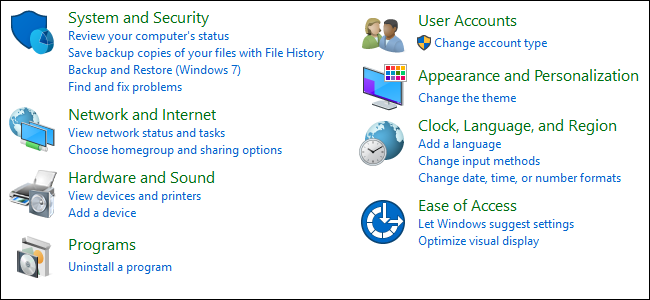 System and Security
Review your computer's status
Save backup copies of your files with File History
Backup and Restore (Windows 7)
Find and fix problems
Network and Internet
View network status and tasks
Choose homegroup and sharing options
Hardware and Sound
View devices and printers
Add a device
Programs
Uninstall a program
User Accounts
Change account type
Appearance and Personalization
Change the theme
Clock, Language, and Region
Add a language
Change input methods
Change date, time, or number formats
Ease of Access
Let Windows suggest settings
Optimize visual display